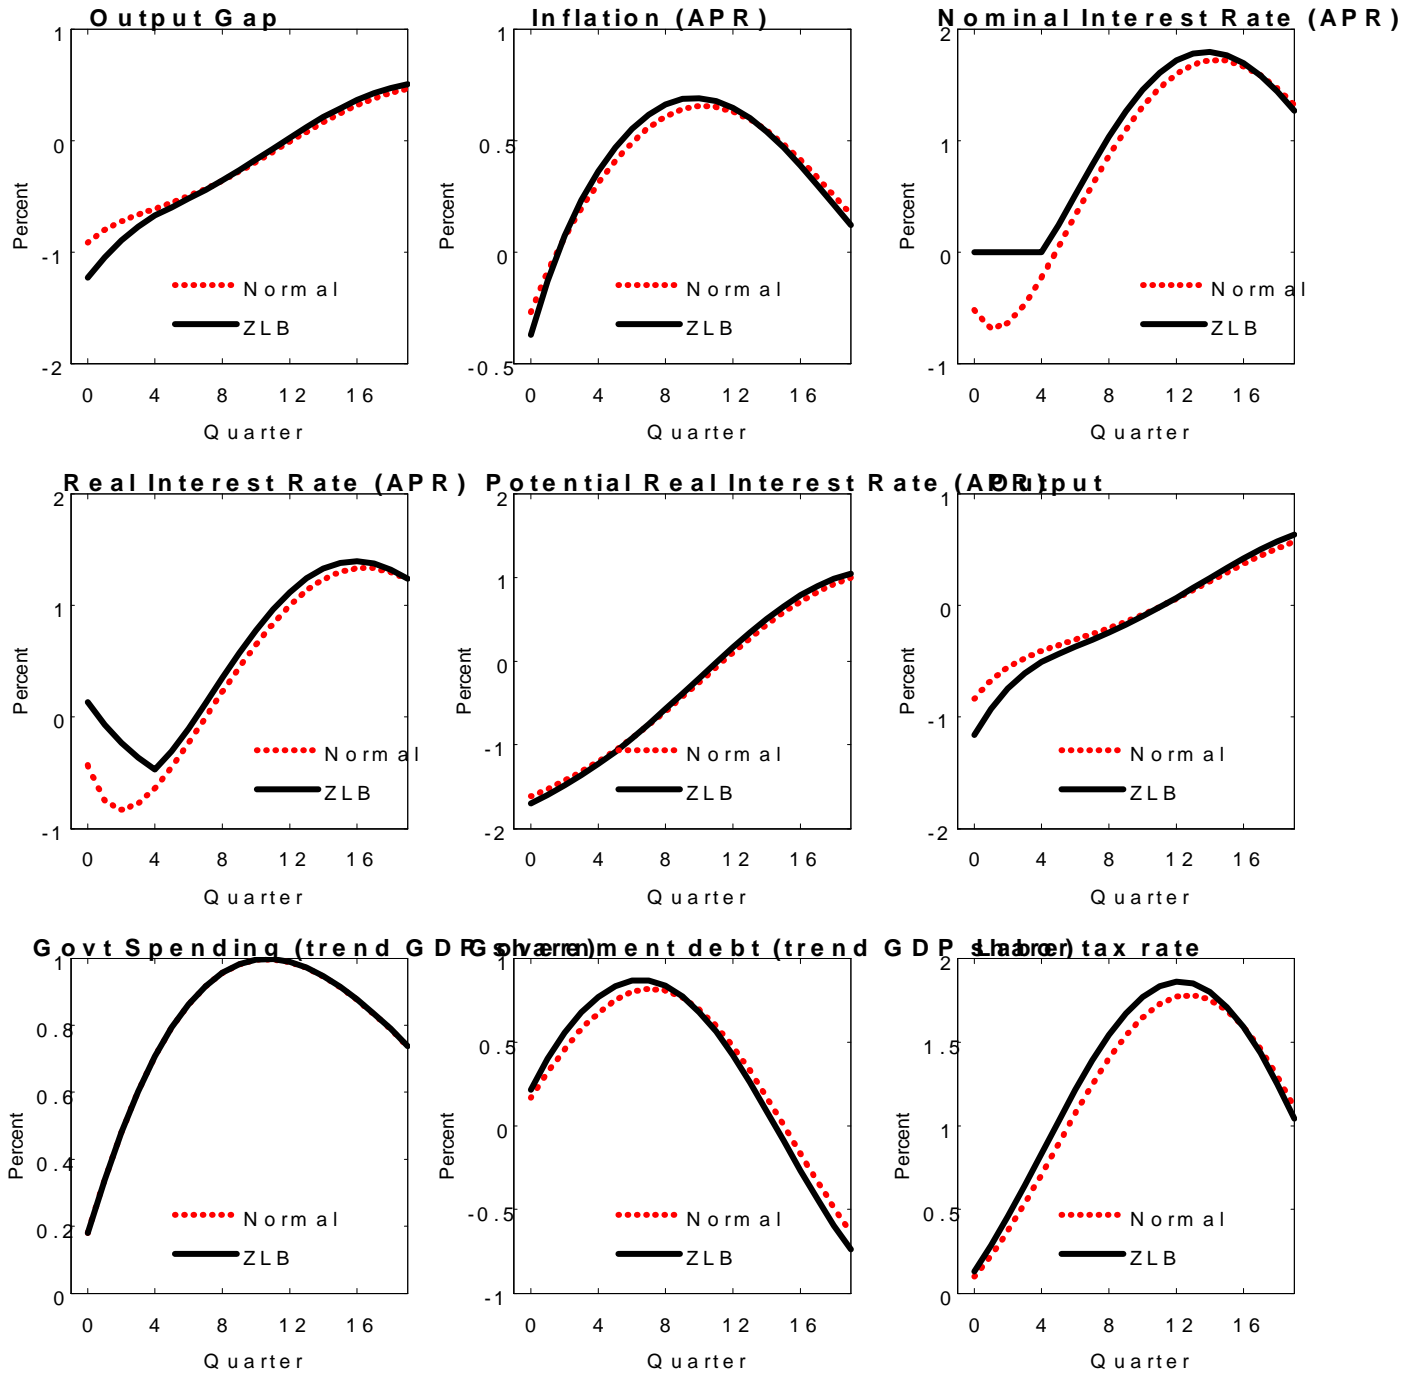 Output Gap
1
0
-1
-2
Percent
Normal
ZLB
0 4 8 12 16
Quarter
Inflation (APR)
1
0.5
0
-0.5
Percent
Normal
ZLB
0 4 8 12 16
Quarter
Nominal Interest Rate (APR)
2
1
0
-1
Percent
Normal
ZLB
0 4 8 12 16
Quarter
Real Interest Rate (APR)
2
1
0
-1
Percent
Normal
ZLB
0 4 8 12 16
Quarter
Potential Real Interest Rate (APR)
2
1
0
-1
-2
Percent
Normal
ZLB
0 4 8 12 16
Quarter
Output
1
0
-1
-2
Percent
Normal
ZLB
0 4 8 12 16
Quarter
Govt Spending (trend GDP share)
1
0.8
0.6
0.4
0.2
0
Percent
Normal
ZLB
0 4 8 12 16
Quarter
Government debt (trend GDP share)
1
0.5
0
-0.5
-1
Percent
Normal
ZLB
0 4 8 12 16
Quarter
Labor tax rate
2
1.5
1
0.5
0
Percent
Normal
ZLB
0 4 8 12 16
Quarter